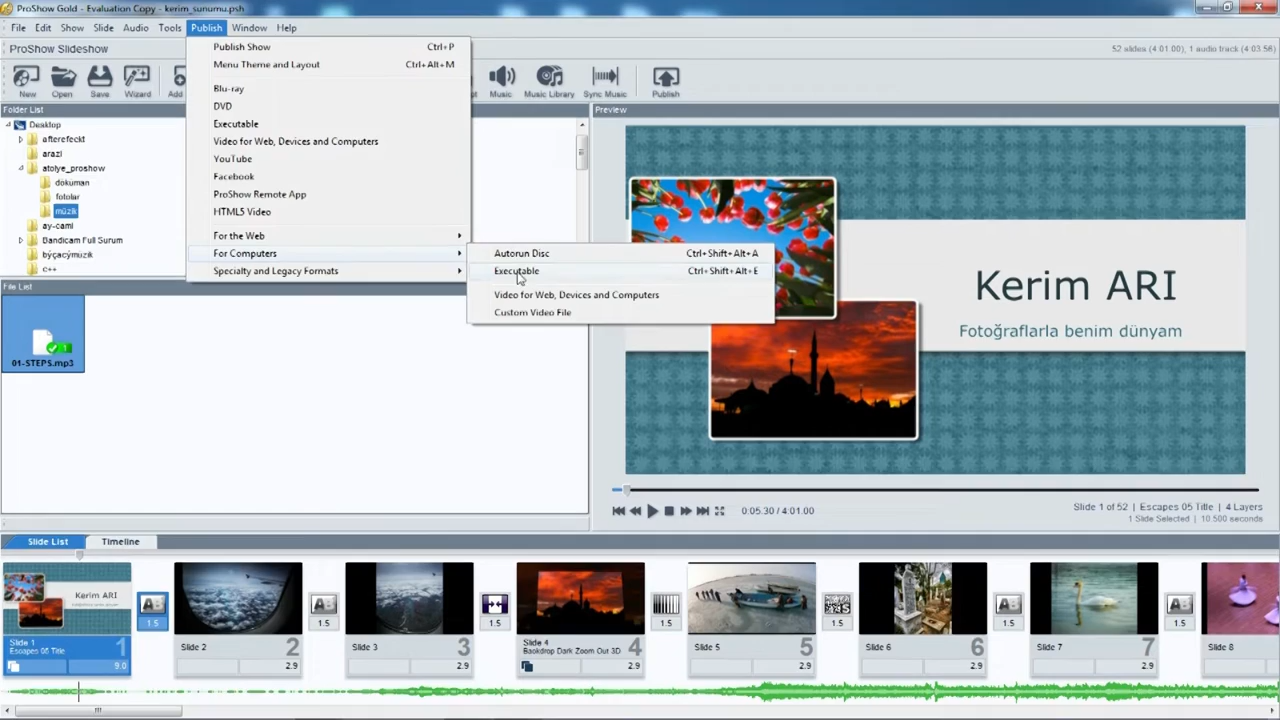 ProShow Gold - Evaluation Copy - kerim_sunumu.psh
File Edit Show Slide Audio Tools Publish Window Help
ProShow Slideshow
52 slides (4:01.00), 1 audio track (4:03.56)
New Open Save Wizard Add Music Music Library Sync Music Publish
Publish Show Ctrl+P
Menu Theme and Layout Ctrl+Alt+M
Blu-ray
DVD
Executable
Video for Web, Devices and Computers
YouTube
Facebook
ProShow Remote App
HTML5 Video
For the Web
For Computers
Specialty and Legacy Formats
Autorun Disc Ctrl+Shift+Alt+A
Executable Ctrl+Shift+Alt+E
Video for Web, Devices and Computers
Custom Video File
Folder List
Desktop
afterefeckt
arazi
atolye_proshow
dokuman
fotolar
müzik
ay-cami
Bandicam Full Surum
býçacýmüzik
c++
File List
1
01-STEPS.mp3
Preview
Kerim ARI
Fotoğraflarla benim dünyam
0:05.30 / 4:01.00
Slide 1 of 52 | Escapes 05 Title | 4 Layers
1 Slide Selected | 10.500 seconds
Slide List Timeline
Kerim ARI
AB AB AB AB
1.5 1.5 1.5 1.5 1.5 1.5 1.5
Slide 1 1
Escapes 05 Title
9.0
Slide 2 2
2.9
Slide 3 3
2.9
Slide 4 4
Backdrop Dark Zoom Out 3D
2.9
Slide 5 5
2.9
Slide 6 6
2.9
Slide 7 7
2.9
Slide 8